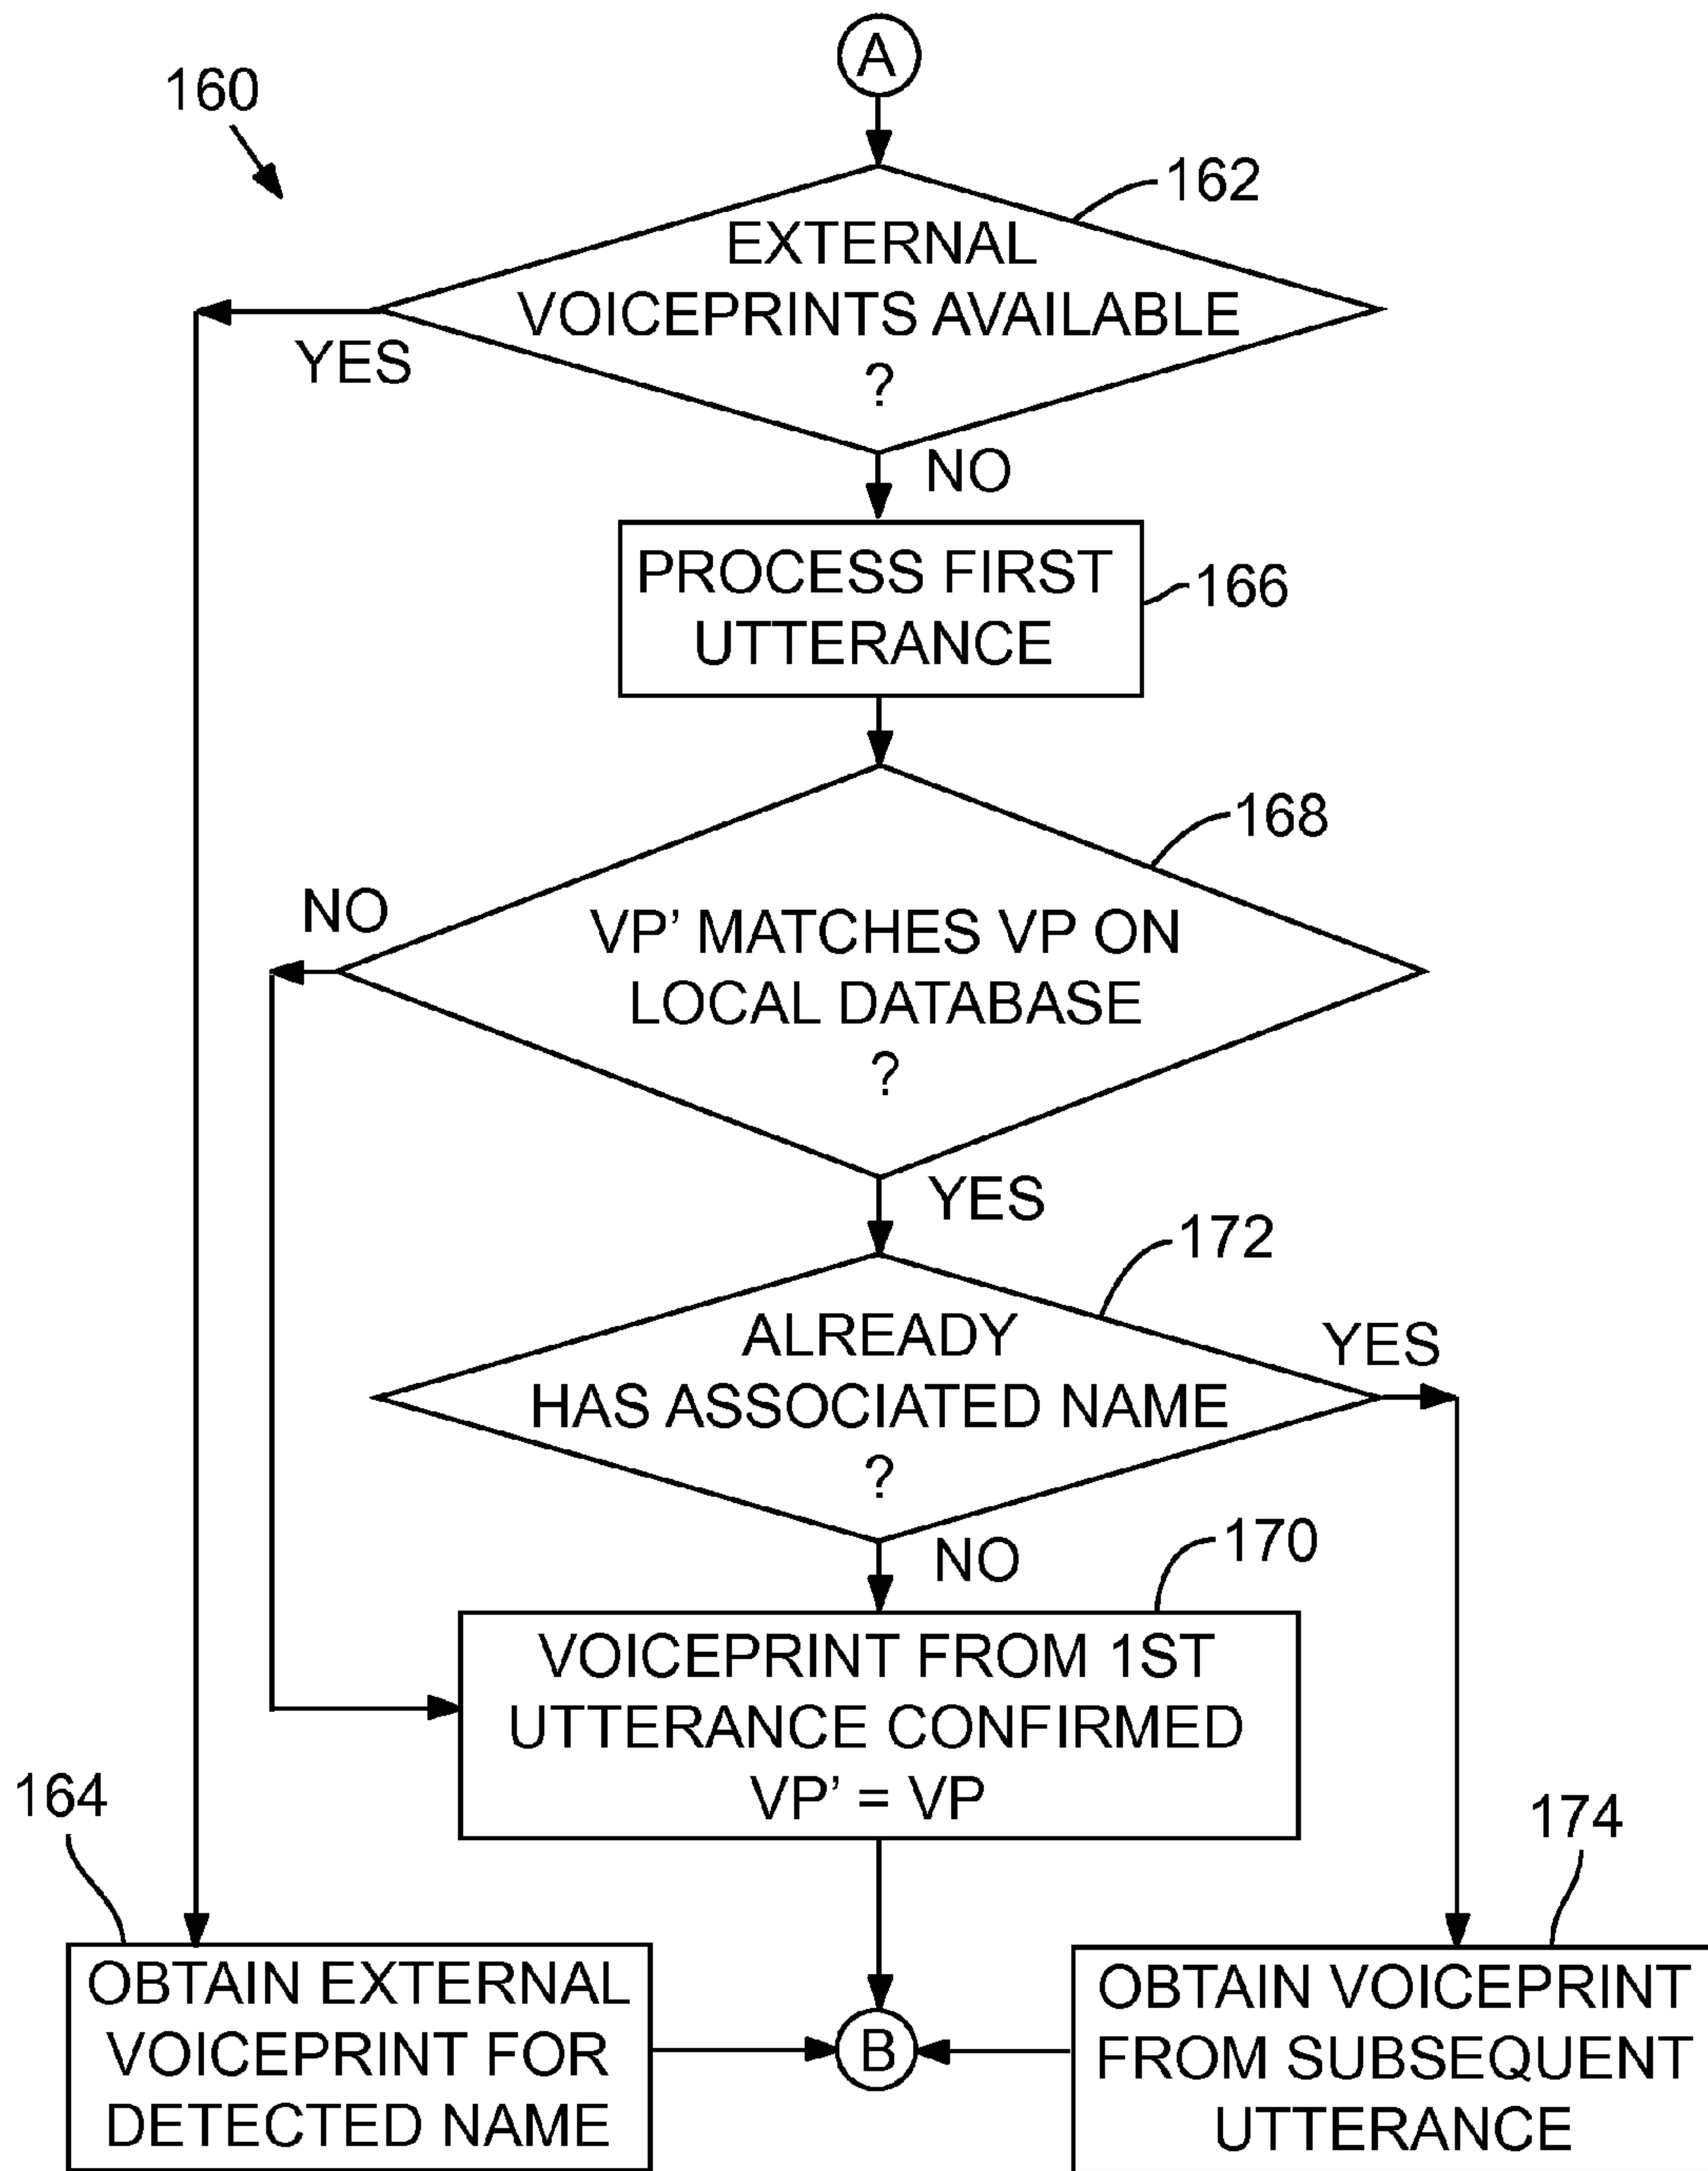 A
160
162
EXTERNAL
VOICEPRINTS AVAILABLE
?
YES
NO
PROCESS FIRST
UTTERANCE
166
168
NO
VP’ MATCHES VP ON
LOCAL DATABASE
?
YES
172
ALREADY
HAS ASSOCIATED NAME
?
YES
NO
170
VOICEPRINT FROM 1ST
UTTERANCE CONFIRMED
VP’ = VP
164
174
OBTAIN EXTERNAL
VOICEPRINT FOR
DETECTED NAME
B
OBTAIN VOICEPRINT
FROM SUBSEQUENT
UTTERANCE